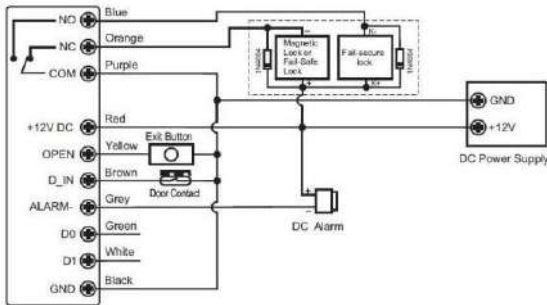 NO
Blue
NC
Orange
COM
Purple
+12V DC
Red
OPEN
Yellow
Exit Button
D_IN
Brown
Door Contact
ALARM-
Grey
D0
Green
D1
White
GND
Black
1N4004
Magnetic
Lock or
Fail-Safe
Lock
-
+
K-
Fail-secure
lock
K+
1N4004
GND
+12V
DC Power Supply
+
-
DC Alarm